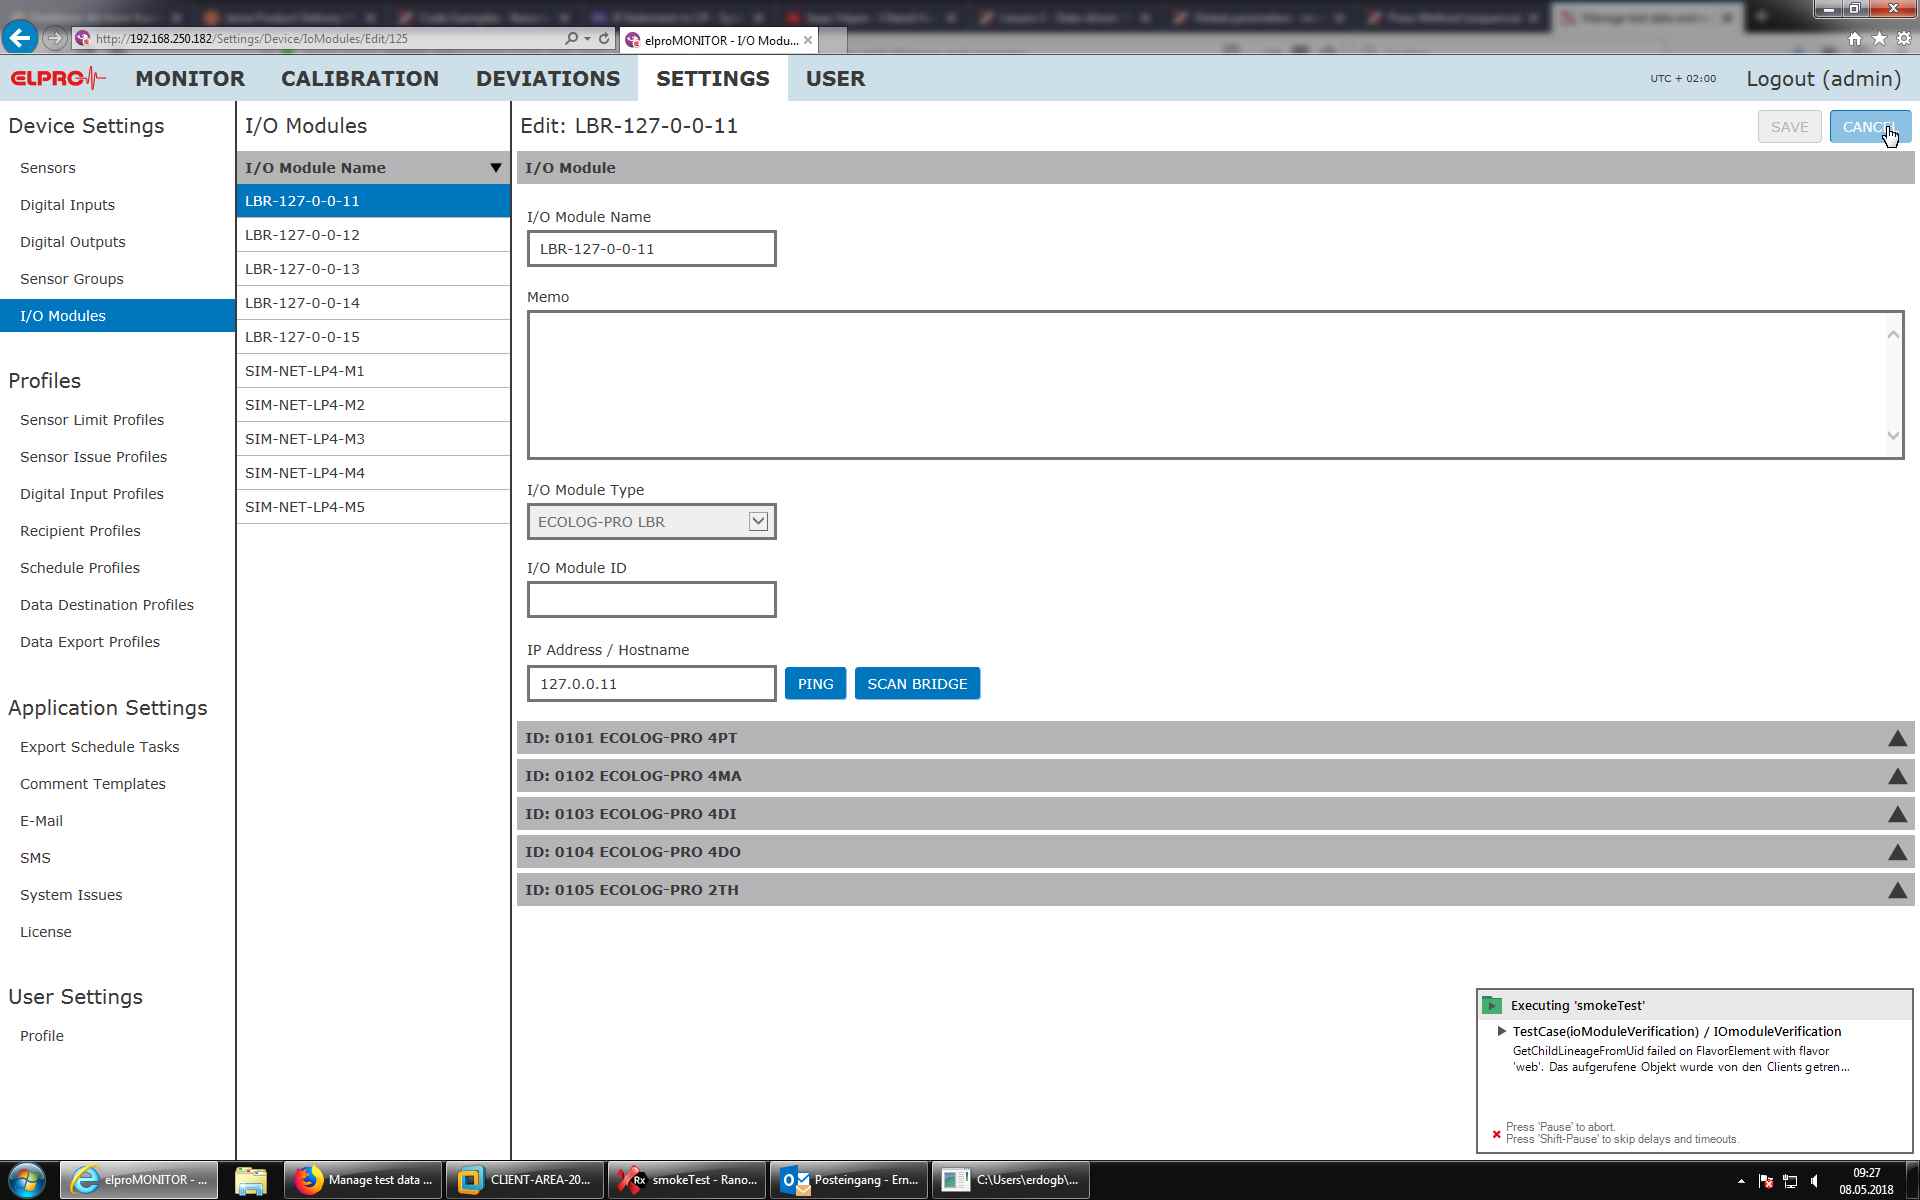 http://192.168.250.182/Settings/Device/IoModules/Edit/125
elproMONITOR - I/O Modu...
ELPRO
MONITOR
CALIBRATION
DEVIATIONS
SETTINGS
USER
UTC + 02:00
Logout (admin)
Device Settings
Sensors
Digital Inputs
Digital Outputs
Sensor Groups
I/O Modules
Profiles
Sensor Limit Profiles
Sensor Issue Profiles
Digital Input Profiles
Recipient Profiles
Schedule Profiles
Data Destination Profiles
Data Export Profiles
Application Settings
Export Schedule Tasks
Comment Templates
E-Mail
SMS
System Issues
License
User Settings
Profile
I/O Modules
I/O Module Name
LBR-127-0-0-11
LBR-127-0-0-12
LBR-127-0-0-13
LBR-127-0-0-14
LBR-127-0-0-15
SIM-NET-LP4-M1
SIM-NET-LP4-M2
SIM-NET-LP4-M3
SIM-NET-LP4-M4
SIM-NET-LP4-M5
Edit: LBR-127-0-0-11
SAVE
CANCEL
I/O Module
I/O Module Name
LBR-127-0-0-11
Memo
I/O Module Type
ECOLOG-PRO LBR
I/O Module ID
IP Address / Hostname
127.0.0.11
PING
SCAN BRIDGE
ID: 0101 ECOLOG-PRO 4PT
ID: 0102 ECOLOG-PRO 4MA
ID: 0103 ECOLOG-PRO 4DI
ID: 0104 ECOLOG-PRO 4DO
ID: 0105 ECOLOG-PRO 2TH
Executing 'smokeTest'
TestCase(ioModuleVerification) / IOmoduleVerification
GetChildLineageFromUid failed on FlavorElement with flavor
'web'. Das aufgerufene Objekt wurde von den Clients getren...
Press 'Pause' to abort.
Press 'Shift-Pause' to skip delays and timeouts.
elproMONITOR - ...
Manage test data ...
CLIENT-AREA-20...
Rx
smokeTest - Rano...
Posteingang - Ern...
C:\Users\erdogb\...
09:27
08.05.2018